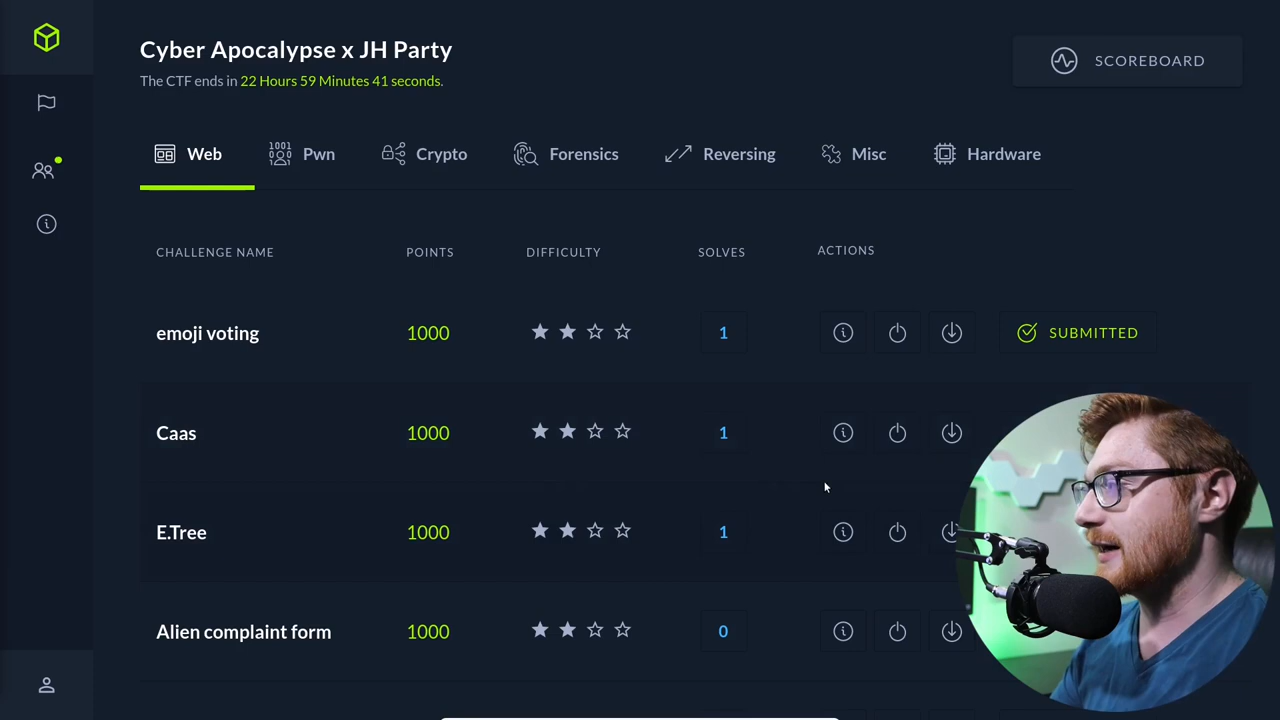 Cyber Apocalypse x JH Party
The CTF ends in 22 Hours 59 Minutes 41 seconds.
SCOREBOARD
Web Pwn Crypto Forensics Reversing Misc Hardware
CHALLENGE NAME POINTS DIFFICULTY SOLVES ACTIONS
emoji voting 1000 1 SUBMITTED
Caas 1000 1
E.Tree 1000 1
Alien complaint form 1000 0